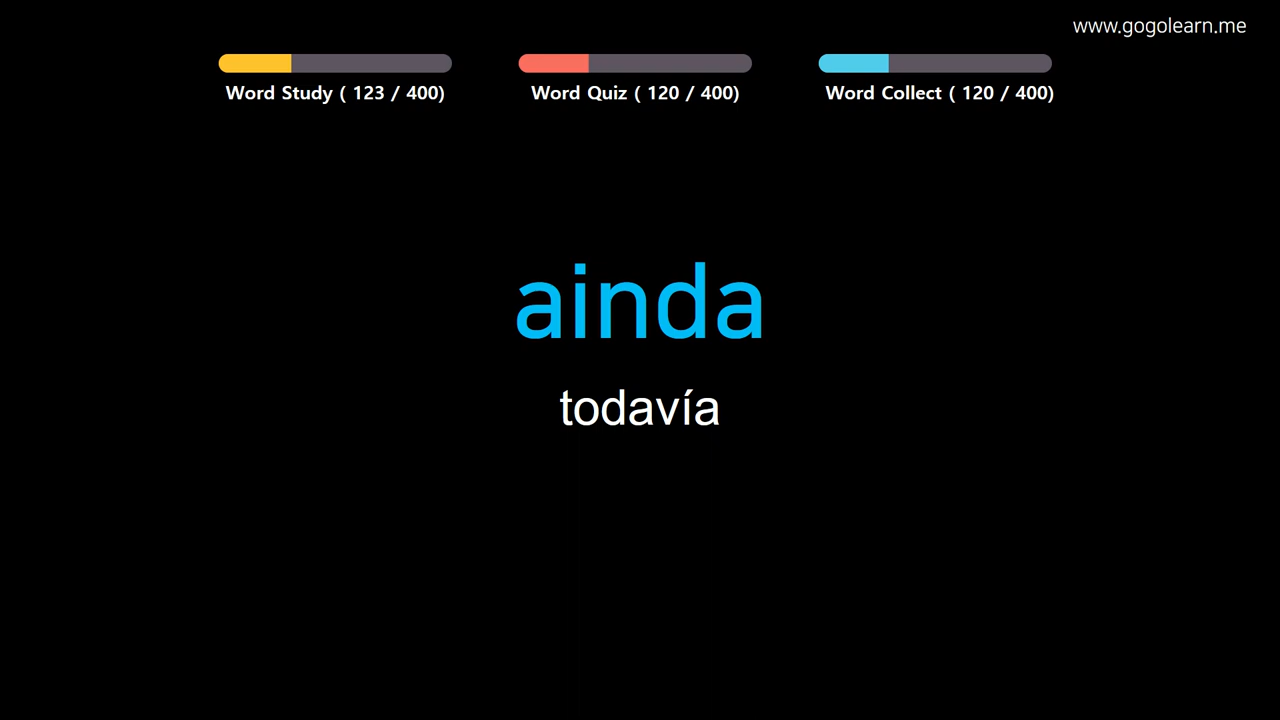 www.gogolearn.me
Word Study ( 123 / 400)
Word Quiz ( 120 / 400)
Word Collect ( 120 / 400)
ainda
todavía